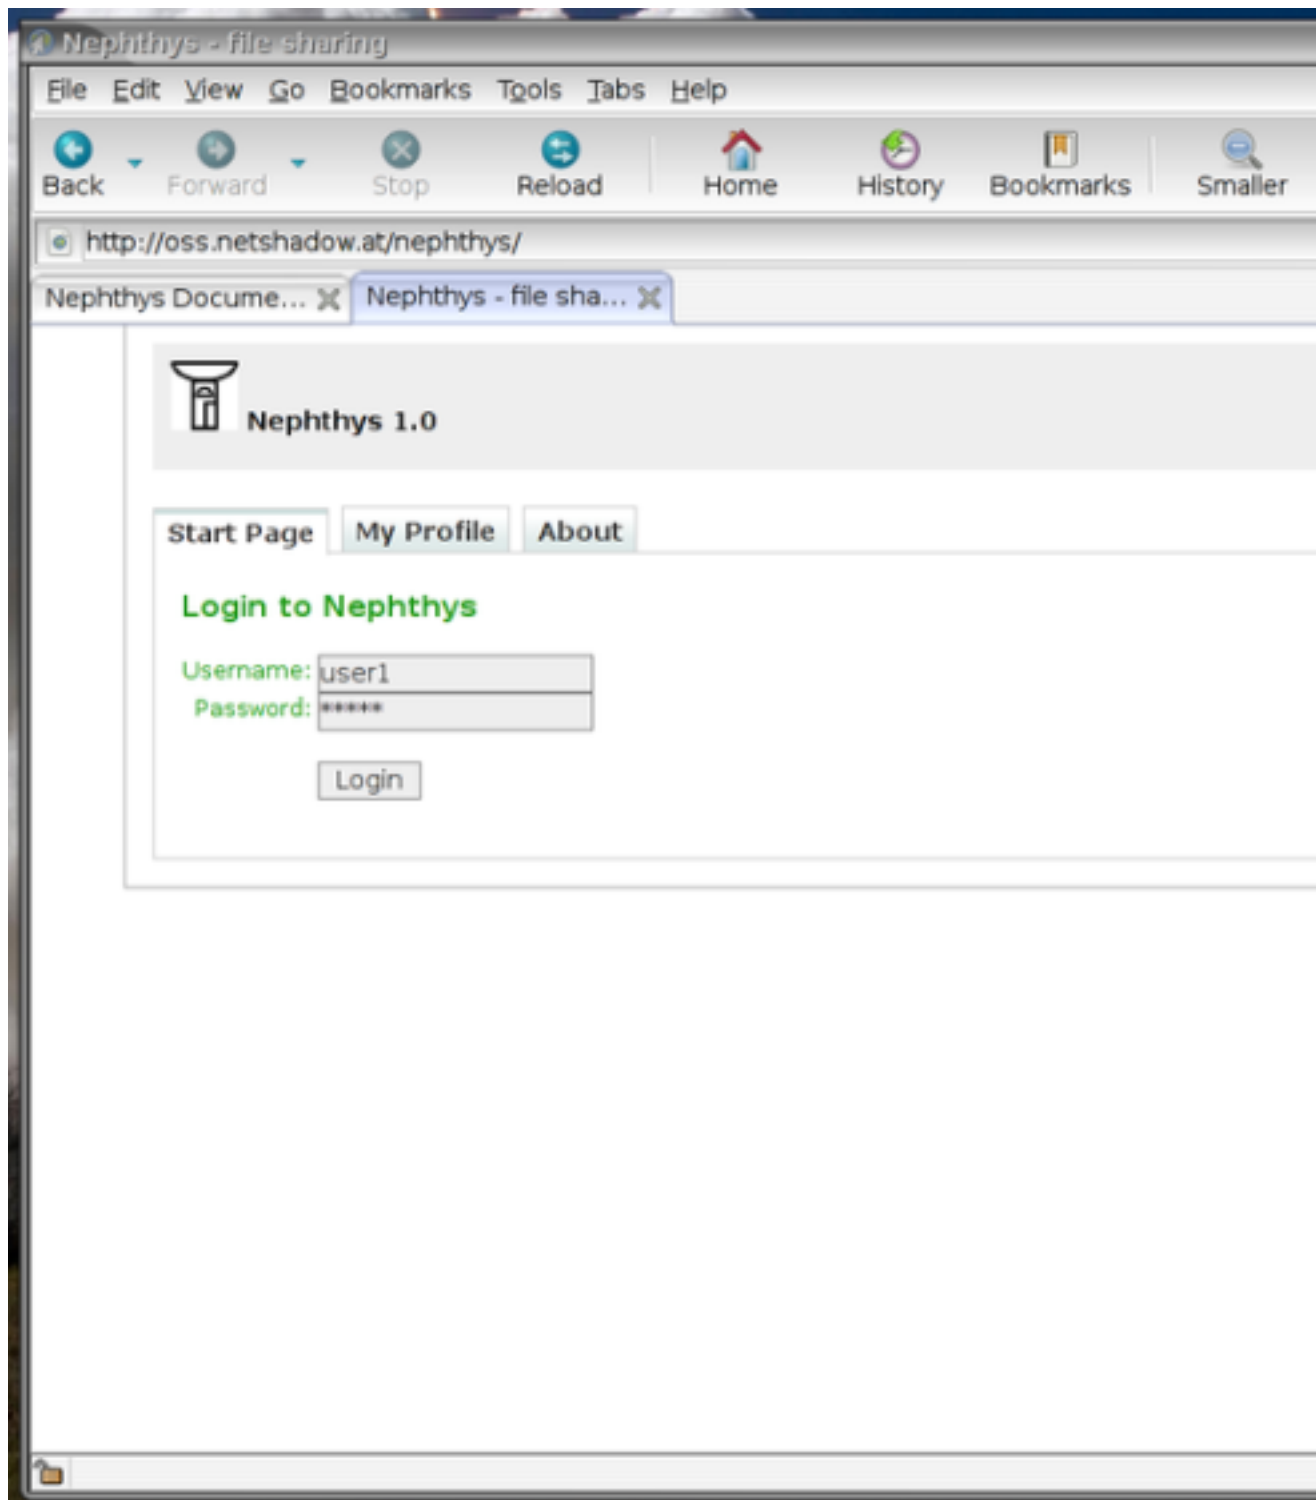 Nephthys - file sharing
File Edit View Go Bookmarks Tools Tabs Help
Back Forward Stop Reload Home History Bookmarks Smaller
http://oss.netshadow.at/nephthys/
Nephthys Docume... Nephthys - file sha...
Nephthys 1.0
Start Page My Profile About
Login to Nephthys
Username: user1
Password: *****
Login